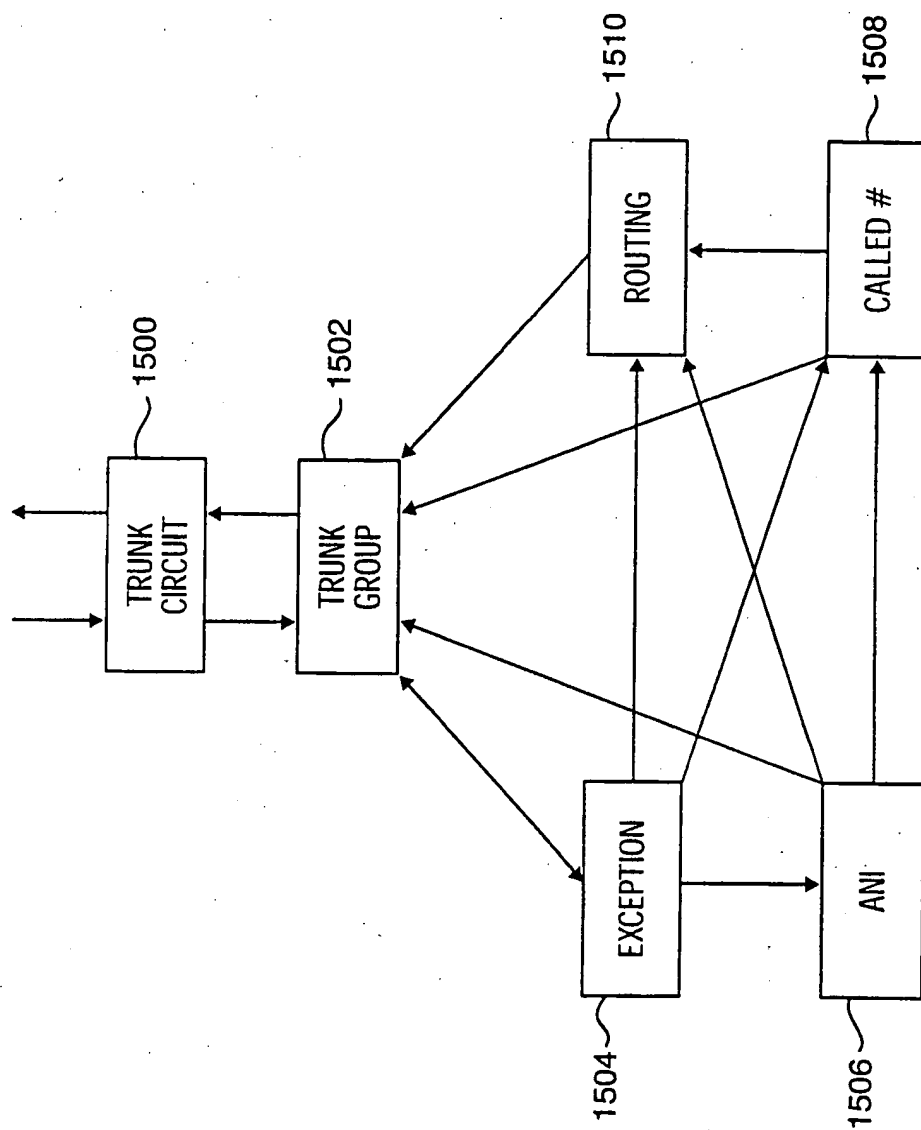 1500
TRUNK
CIRCUIT
1502
TRUNK
GROUP
1504
EXCEPTION
ROUTING
1510
1506
ANI
CALLED #
1508